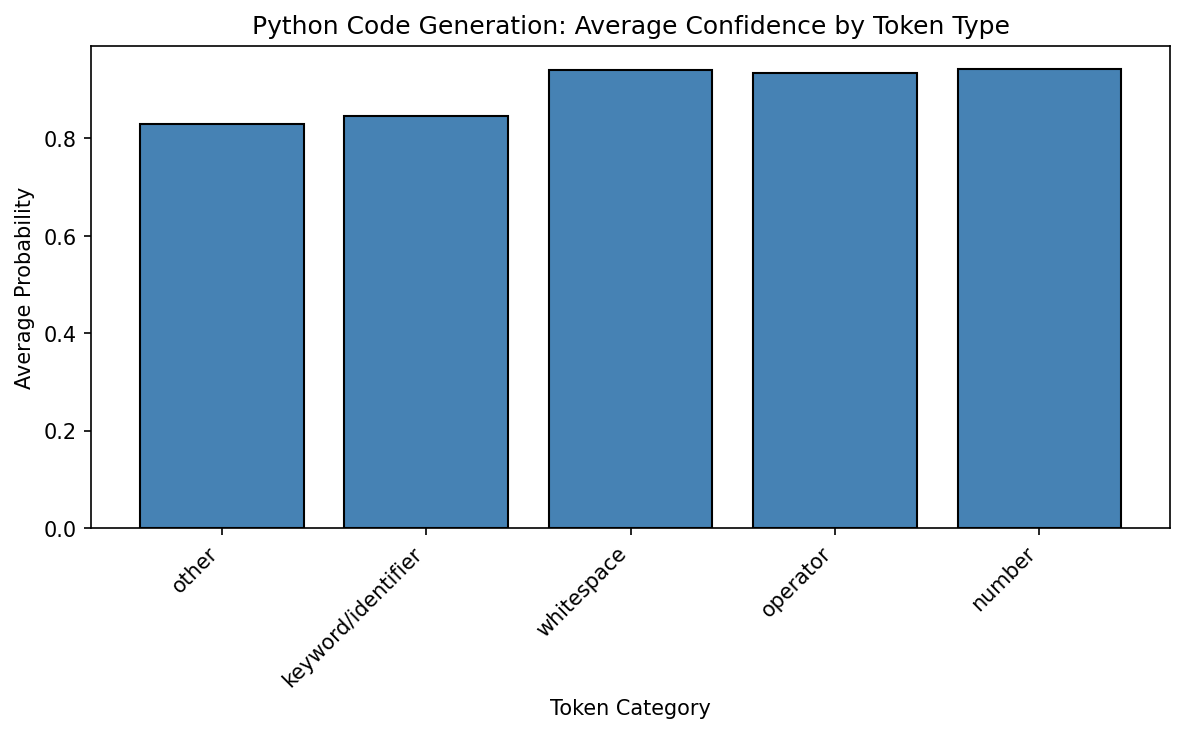 Python Code Generation: Average Confidence by Token Type
Average Probability
0.8
0.6
0.4
0.2
0.0
other
keyword/identifier
whitespace
operator
number
Token Category